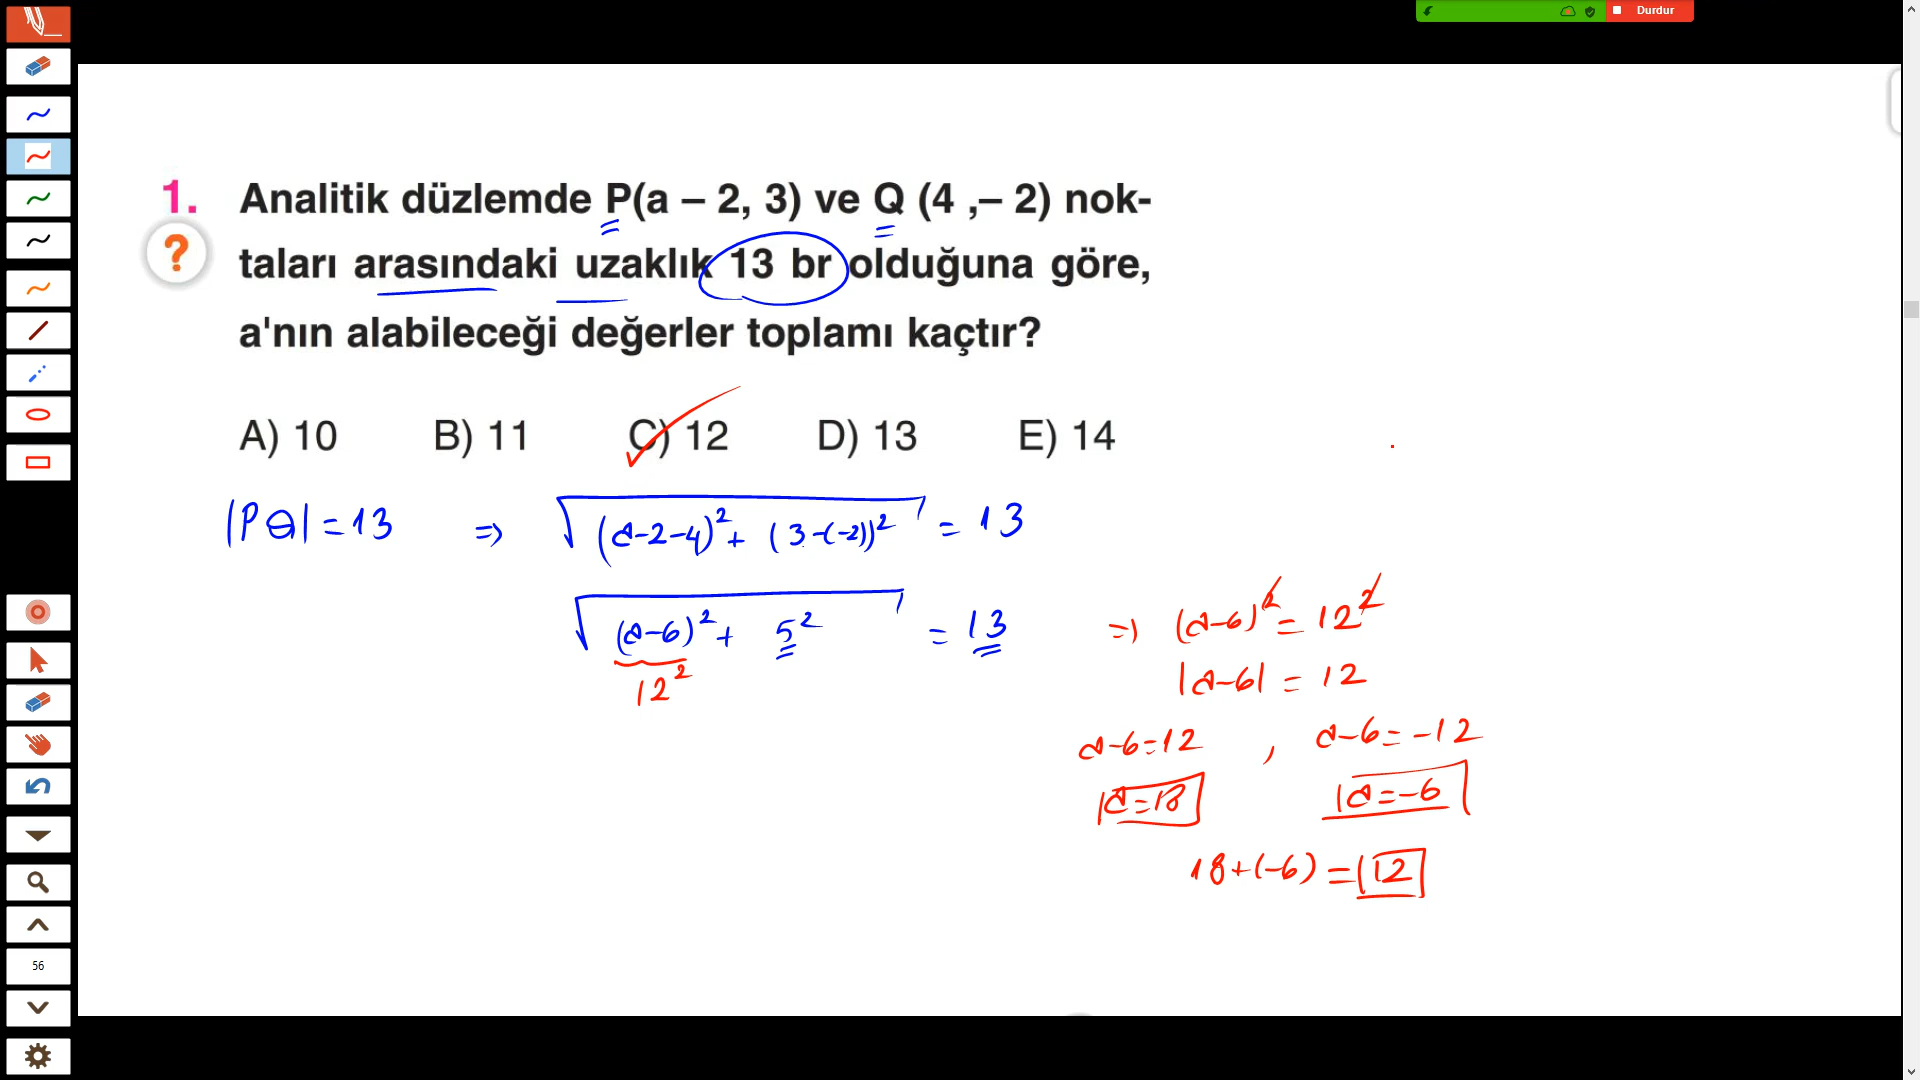 Durdur
1. Analitik düzlemde P(a – 2, 3) ve Q (4 ,– 2) nok-
? taları arasındaki uzaklık 13 br olduğuna göre,
a'nın alabileceği değerler toplamı kaçtır?
A) 10 B) 11 C) 12 D) 13 E) 14
|PQ| = 13 ⇒ √((a-2-4)² + (3-(-2))²) = 13
√((a-6)² + 5²) = 13 ⇒ (a-6)² = 12²
12² |a-6| = 12
a-6=12 , a-6=-12
a=18 a=-6
18+(-6) = 12
56